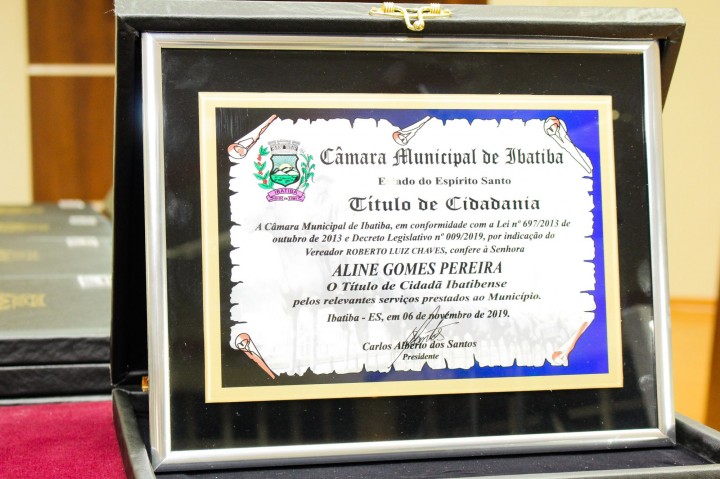 Câmara Municipal de Ibatiba
Estado do Espírito Santo
Título de Cidadania
A Câmara Municipal de Ibatiba, em conformidade com a Lei nº 697/2013 de
outubro de 2013 e Decreto Legislativo nº 009/2019, por indicação do
Vereador ROBERTO LUIZ CHAVES, confere à Senhora
ALINE GOMES PEREIRA
O Título de Cidadã Ibatibense
pelos relevantes serviços prestados ao Município.
Ibatiba - ES, em 06 de novembro de 2019.
Carlos Alberto dos Santos
Presidente
IBATIBA